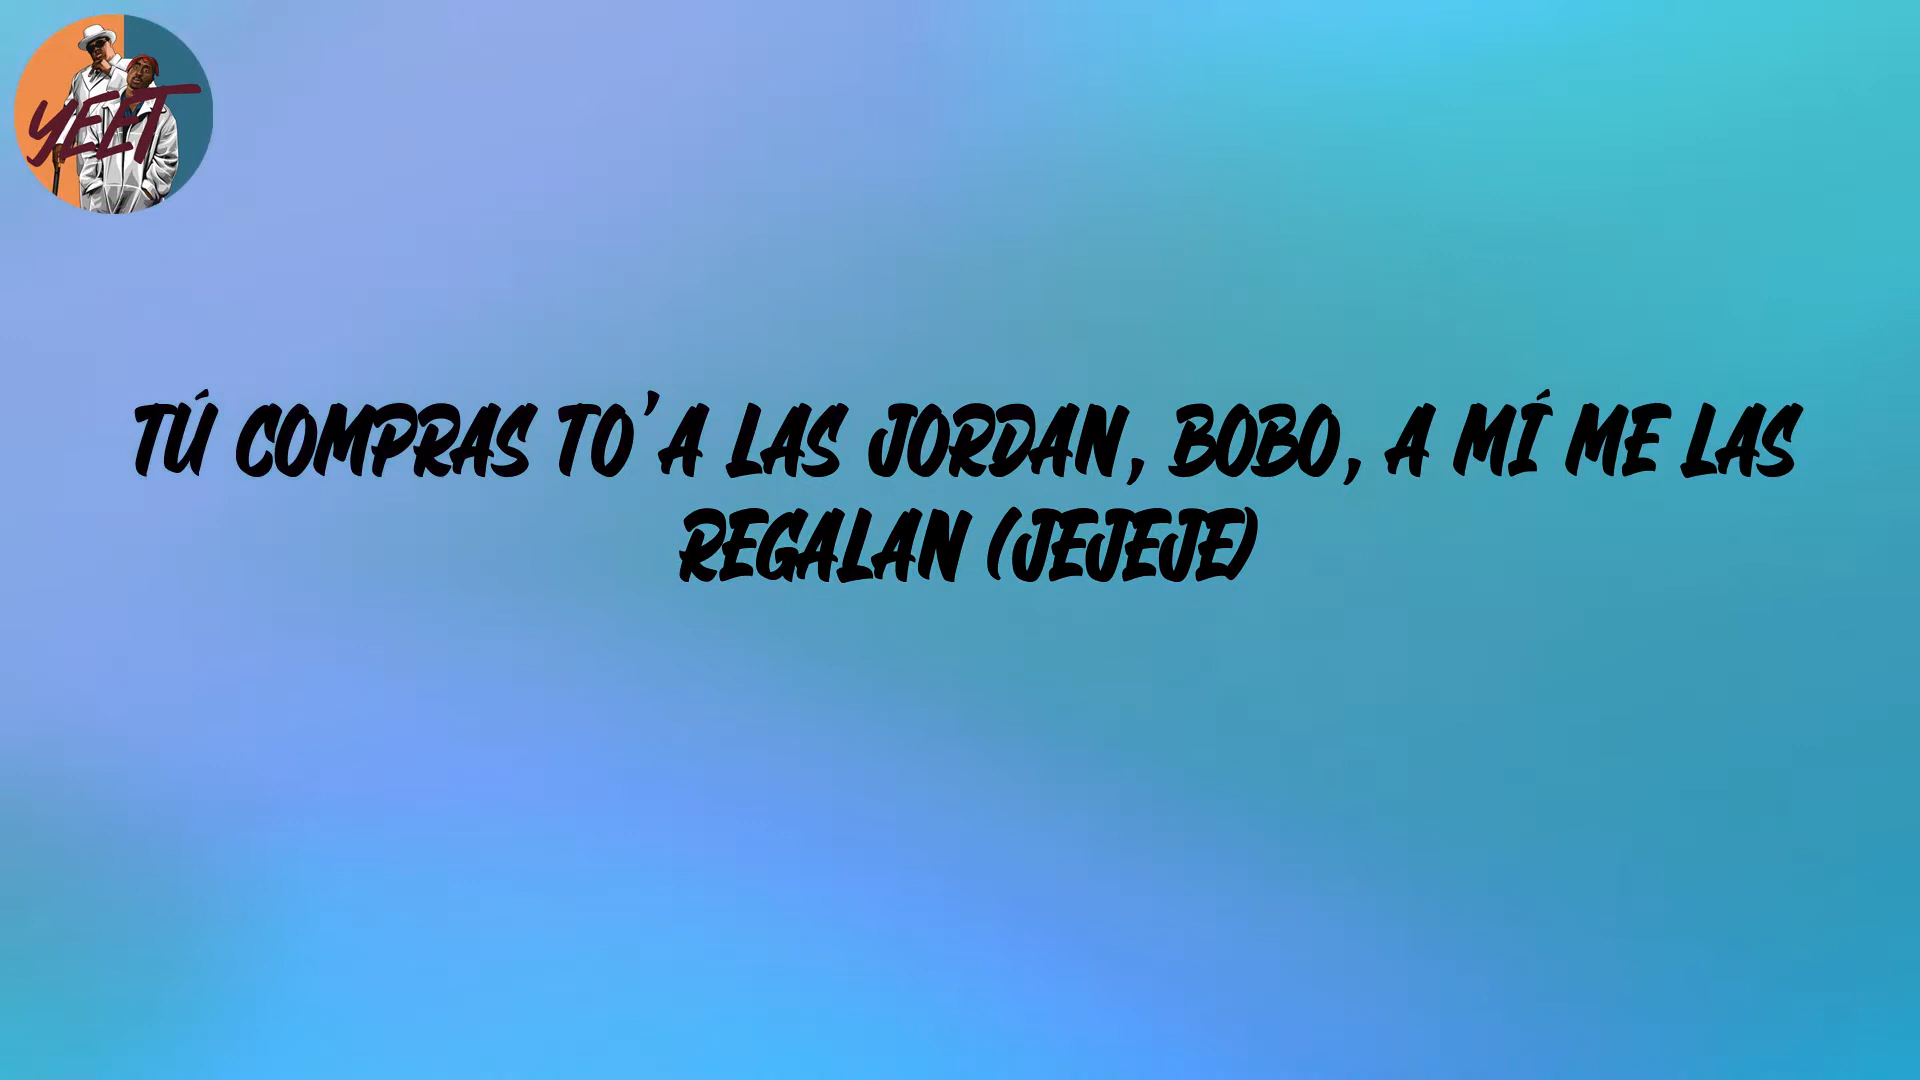 YEET
TÚ COMPRAS TO'A LAS JORDAN, BOBO, A MÍ ME LAS
REGALAN (JEJEJE)